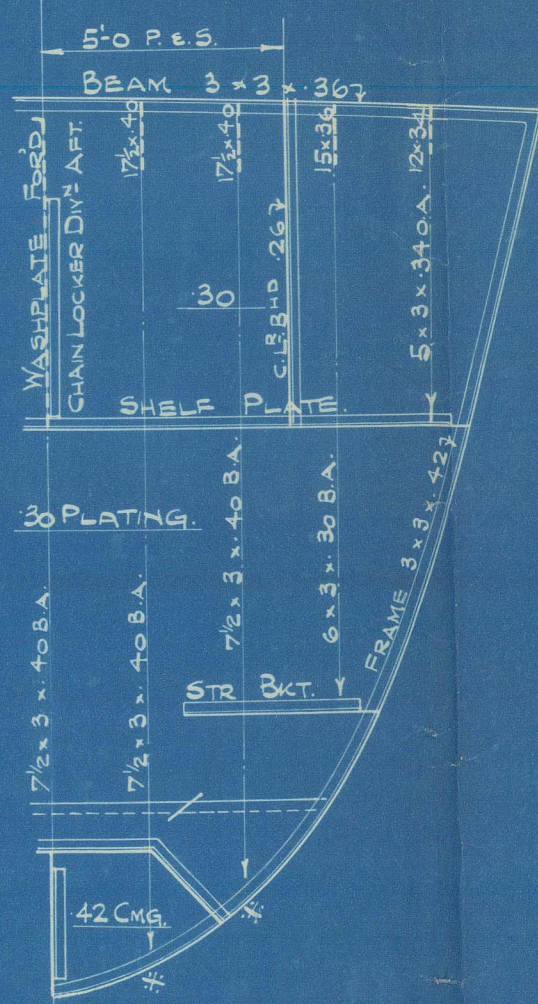 5'-0 P. & S.
BEAM 3 × 3 × .367
WASHPLATE FOR'D
CHAIN LOCKER DIVN AFT.
17½ × .40
17½ × .40
15 × 36
12 × 34
.30
C.L. BHD .267
5 × 3 × .34 O.A.
SHELF PLATE.
.30 PLATING.
7½ × 3 × .40 B.A.
7½ × 3 × .40 B.A.
7½ × 3 × .40 B.A.
6 × 3 × .30 B.A.
FRAME 3 × 3 × .427
STR BKT.
.42 CMG.